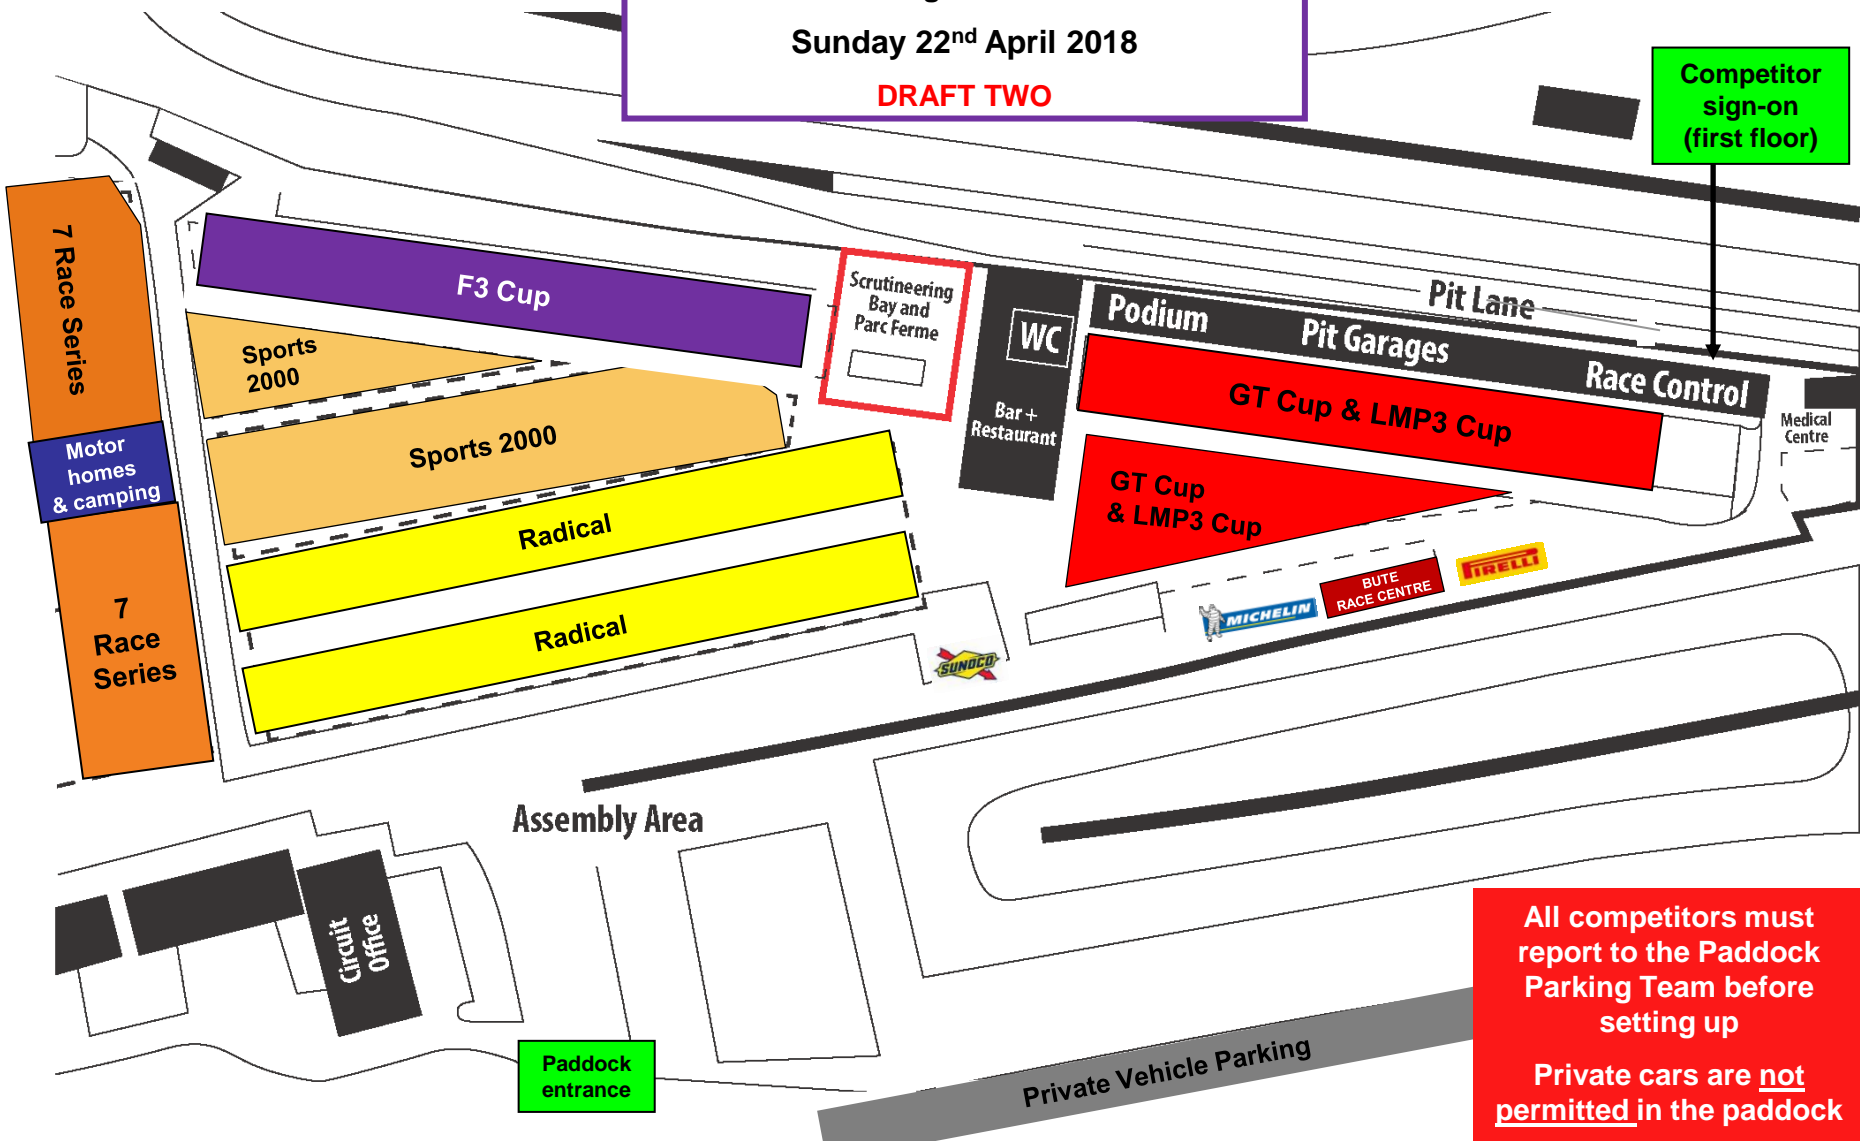 Sunday 22nd April 2018
DRAFT TWO
Competitor
sign-on
(first floor)
7 Race Series
F3 Cup
Scrutineering
Bay and
Parc Ferme
WC
Bar +
Restaurant
Podium
Pit Garages
Race Control
Pit Lane
Medical
Centre
Sports
2000
Sports 2000
GT Cup & LMP3 Cup
GT Cup
& LMP3 Cup
Motor
homes
& camping
7
Race
Series
Radical
Radical
SUNOCO
MICHELIN
BUTE
RACE CENTRE
PIRELLI
Assembly Area
Circuit
Office
Paddock
entrance
Private Vehicle Parking
All competitors must
report to the Paddock
Parking Team before
setting up
Private cars are not
permitted in the paddock